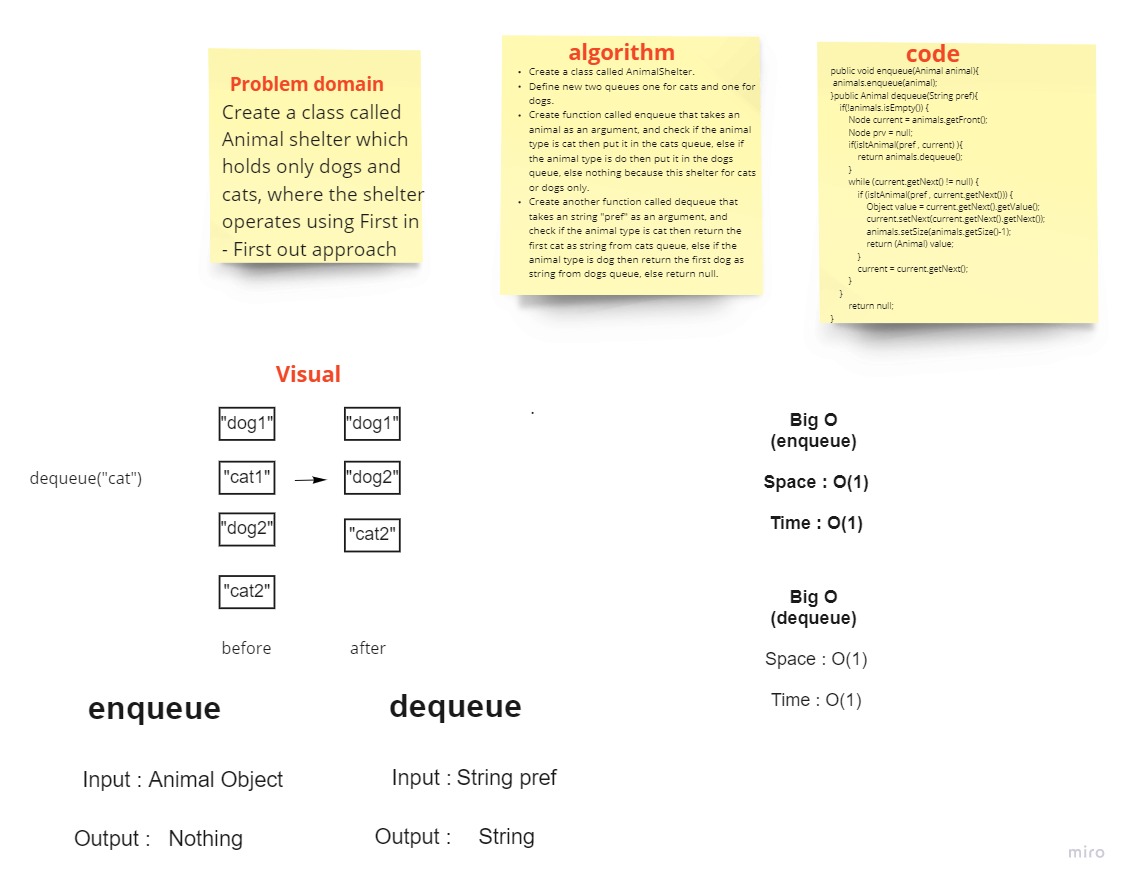 Problem domain
Create a class called
Animal shelter which
holds only dogs and
cats, where the shelter
operates using First in
- First out approach
algorithm
• Create a class called AnimalShelter.
• Define new two queues one for cats and one for
dogs.
• Create function called enqueue that takes an
animal as an argument, and check if the animal
type is cat then put it in the cats queue, else if
the animal type is do then put it in the dogs
queue, else nothing because this shelter for cats
or dogs only.
• Create another function called dequeue that
takes an string "pref" as an argument, and
check if the animal type is cat then return the
first cat as string from cats queue, else if the
animal type is dog then return the first dog as
string from dogs queue, else return null.
code
public void enqueue(Animal animal){
animals.enqueue(animal);
}public Animal dequeue(String pref){
if(!animals.isEmpty()) {
Node current = animals.getFront();
Node prv = null;
if(isItAnimal(pref , current) ){
return animals.dequeue();
}
while (current.getNext() != null) {
if (isItAnimal(pref , current.getNext())) {
Object value = current.getNext().getValue();
current.setNext(current.getNext().getNext());
animals.setSize(animals.getSize()-1);
return (Animal) value;
}
current = current.getNext();
}
}
return null;
}
Visual
dequeue("cat")
"dog1"
"cat1"
"dog2"
"cat2"
before
"dog1"
"dog2"
"cat2"
after
.
Big O
(enqueue)
Space : O(1)
Time : O(1)
Big O
(dequeue)
Space : O(1)
Time : O(1)
enqueue
Input : Animal Object
Output : Nothing
dequeue
Input : String pref
Output : String
miro